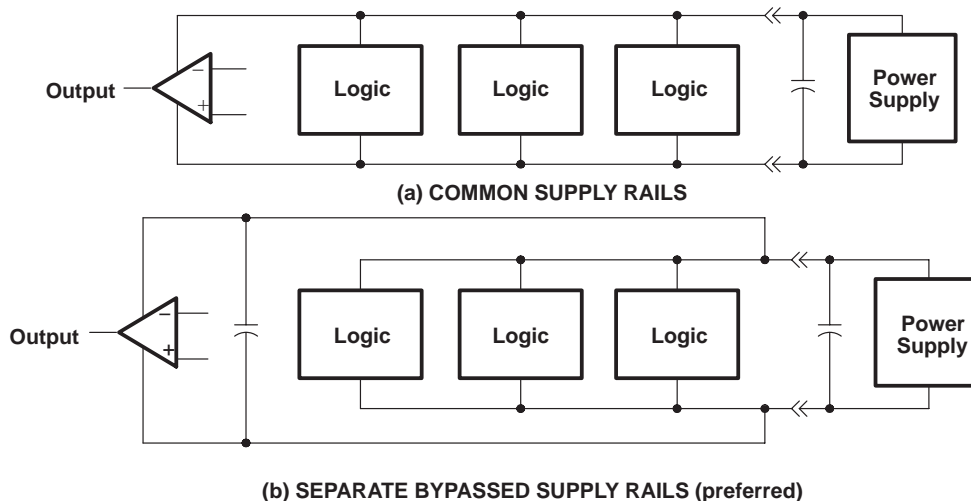 Output
−
+
Logic
Logic
Logic
Power
Supply
(a) COMMON SUPPLY RAILS
Output
−
+
Logic
Logic
Logic
Power
Supply
(b) SEPARATE BYPASSED SUPPLY RAILS (preferred)